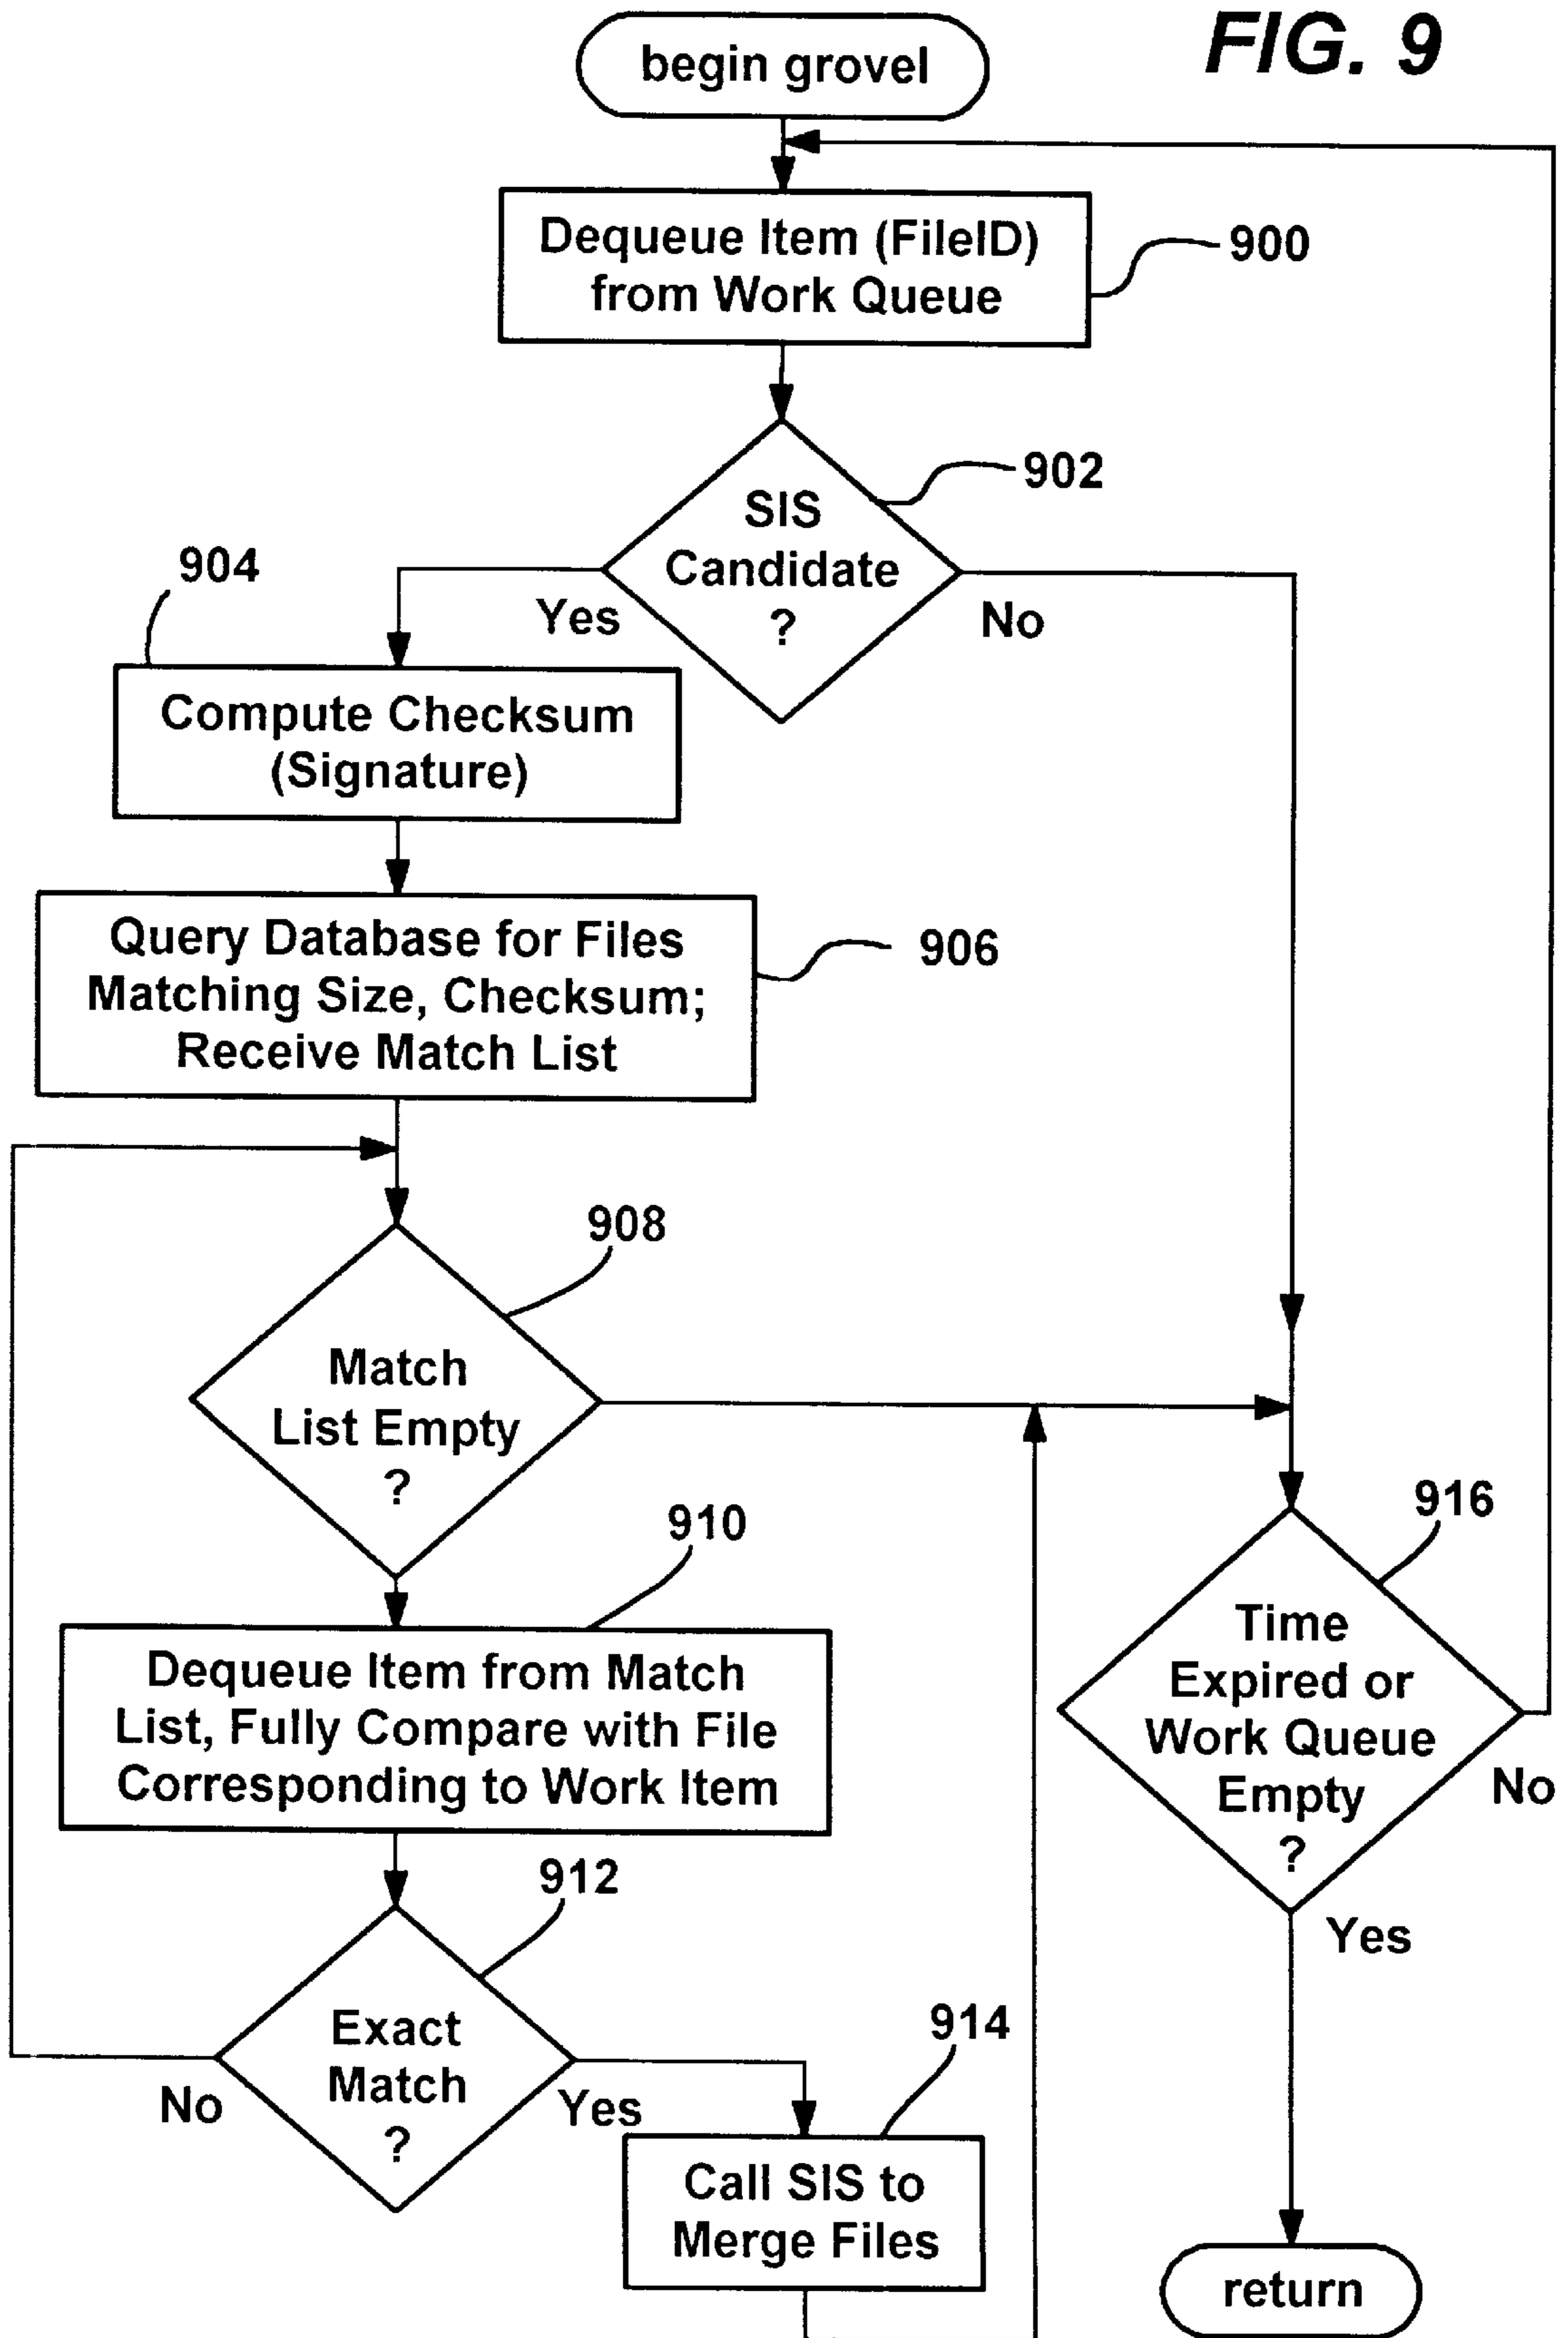 FIG. 9
begin grovel
Dequeue Item (FileID)
from Work Queue
900
SIS
Candidate
?
902
Yes
No
904
Compute Checksum
(Signature)
Query Database for Files
Matching Size, Checksum;
Receive Match List
906
Match
List Empty
?
908
910
Dequeue Item from Match
List, Fully Compare with File
Corresponding to Work Item
916
Time
Expired or
Work Queue
Empty
?
No
Yes
912
Exact
Match
?
No
Yes
914
Call SIS to
Merge Files
return